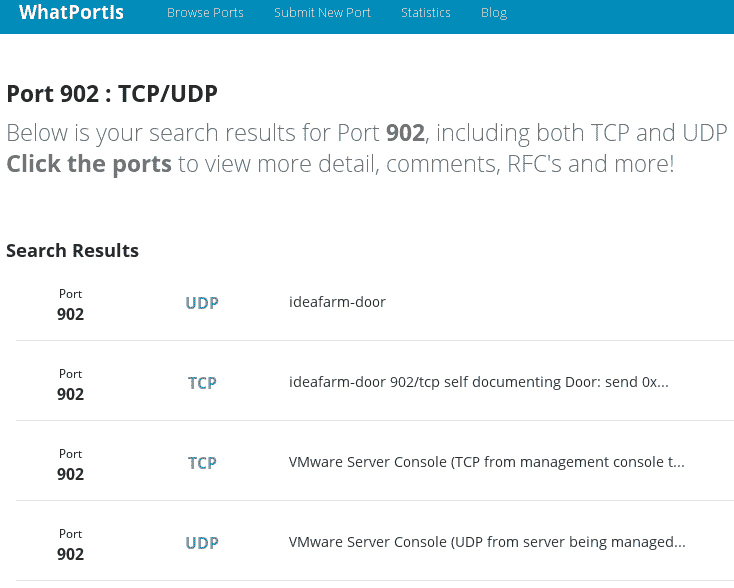 WhatPortIs Browse Ports Submit New Port Statistics Blog
Port 902 : TCP/UDP
Below is your search results for Port 902, including both TCP and UDP
Click the ports to view more detail, comments, RFC's and more!
Search Results
Port
902 UDP ideafarm-door
Port
902 TCP ideafarm-door 902/tcp self documenting Door: send 0x...
Port
902 TCP VMware Server Console (TCP from management console t...
Port
902 UDP VMware Server Console (UDP from server being managed...